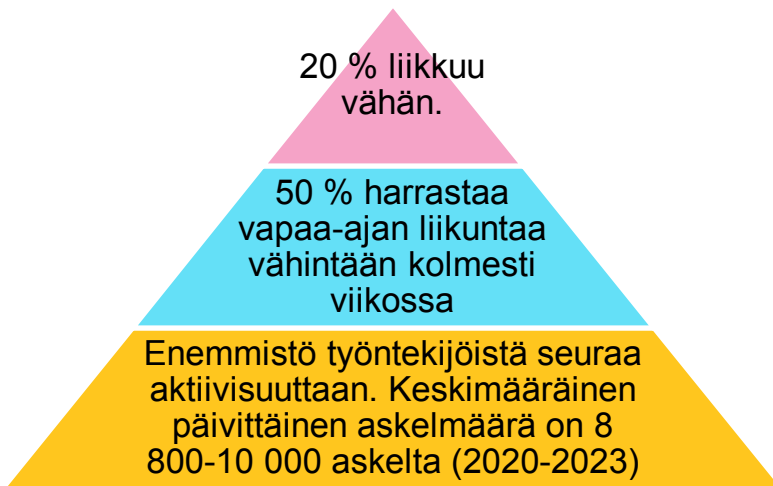 20 % liikkuu
vähän.
50 % harrastaa
vapaa-ajan liikuntaa
vähintään kolmesti
viikossa
Enemmistö työntekijöistä seuraa
aktiivisuuttaan. Keskimääräinen
päivittäinen askelmäärä on 8
800-10 000 askelta (2020-2023)